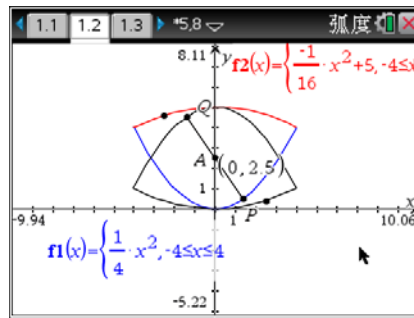 1.1 1.2 1.3 *5,8 弧度
8.11 y
f2(x)={-1/16·x²+5,-4≤x
Q
A (0,2.5)
1
-9.94 1 P x 10.06
f1(x)={1/4·x²,-4≤x≤4
-5.22